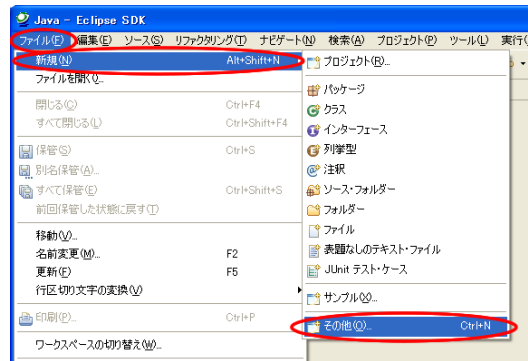 Java - Eclipse SDK
ファイル(F) 編集(E) ソース(S) リファクタリング(T) ナビゲート(N) 検索(A) プロジェクト(P) ツール(L) 実行(
新規(N) Alt+Shift+N
ファイルを開く(.)...
閉じる(C) Ctrl+F4
すべて閉じる(L) Ctrl+Shift+F4
保管(S) Ctrl+S
別名保管(A)...
すべて保管(E) Ctrl+Shift+S
前回保管した状態に戻す(T)
移動(V)...
名前変更(M)... F2
更新(F) F5
行区切り文字の変換(V)
印刷(P)... Ctrl+P
ワークスペースの切り替え(W)...
プロジェクト(R)...
パッケージ
クラス
インターフェース
列挙型
注釈
ソース・フォルダー
フォルダー
ファイル
表題なしのテキスト・ファイル
JUnit テスト・ケース
サンプル(X)...
その他(O)... Ctrl+N